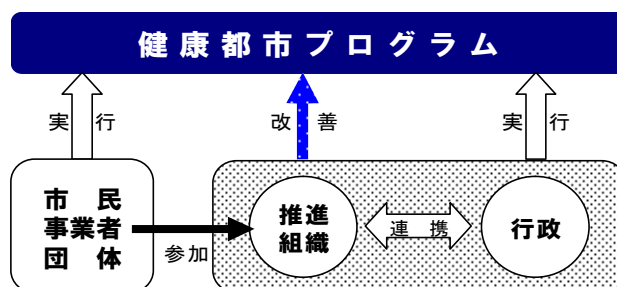 健康都市プログラム
実行
改善
実行
市民
事業者
団体
参加
推進
組織
連携
行政